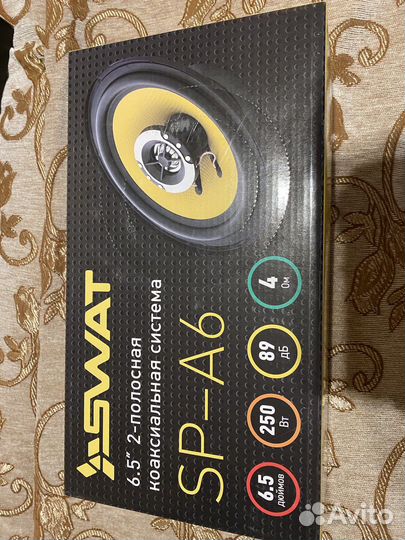 SWAT
6.5" 2-полосная
коаксиальная система
SP-A6
6.5
дюймов
250
Вт
89
дБ
4
Ом
Avito